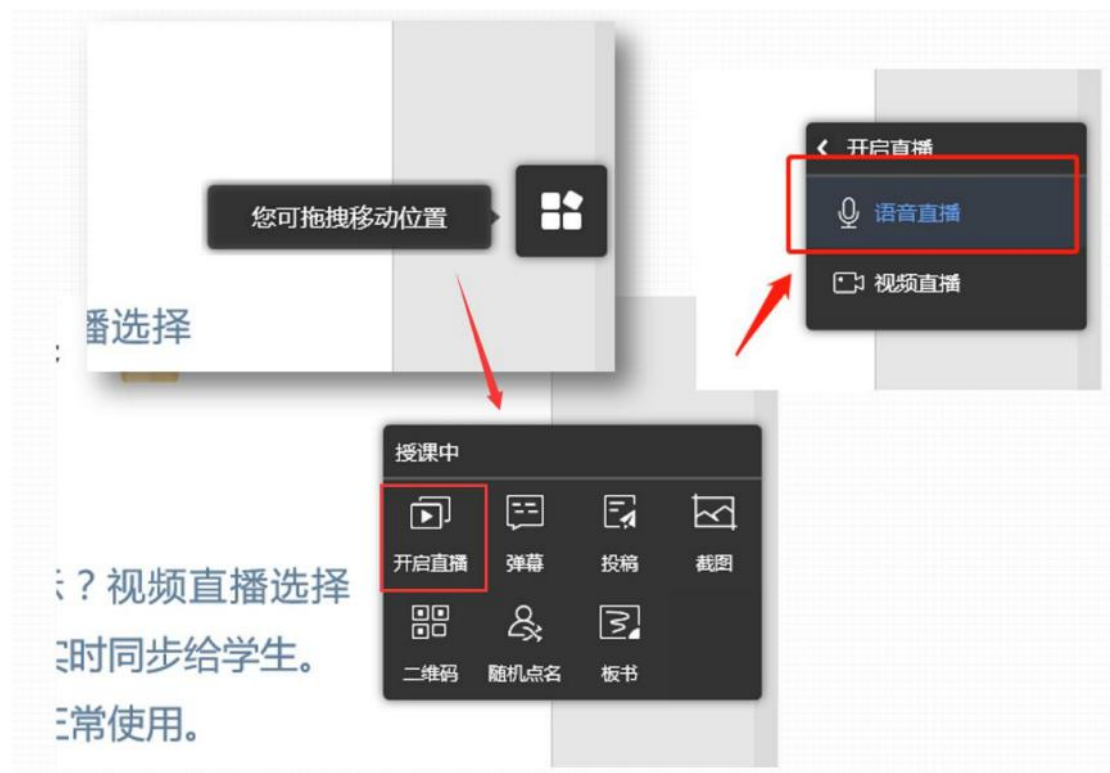 您可拖拽移动位置
播选择
授课中
开启直播
弹幕
投稿
截图
二维码
随机点名
板书
？视频直播选择
时同步给学生。
常使用。
开启直播
语音直播
视频直播